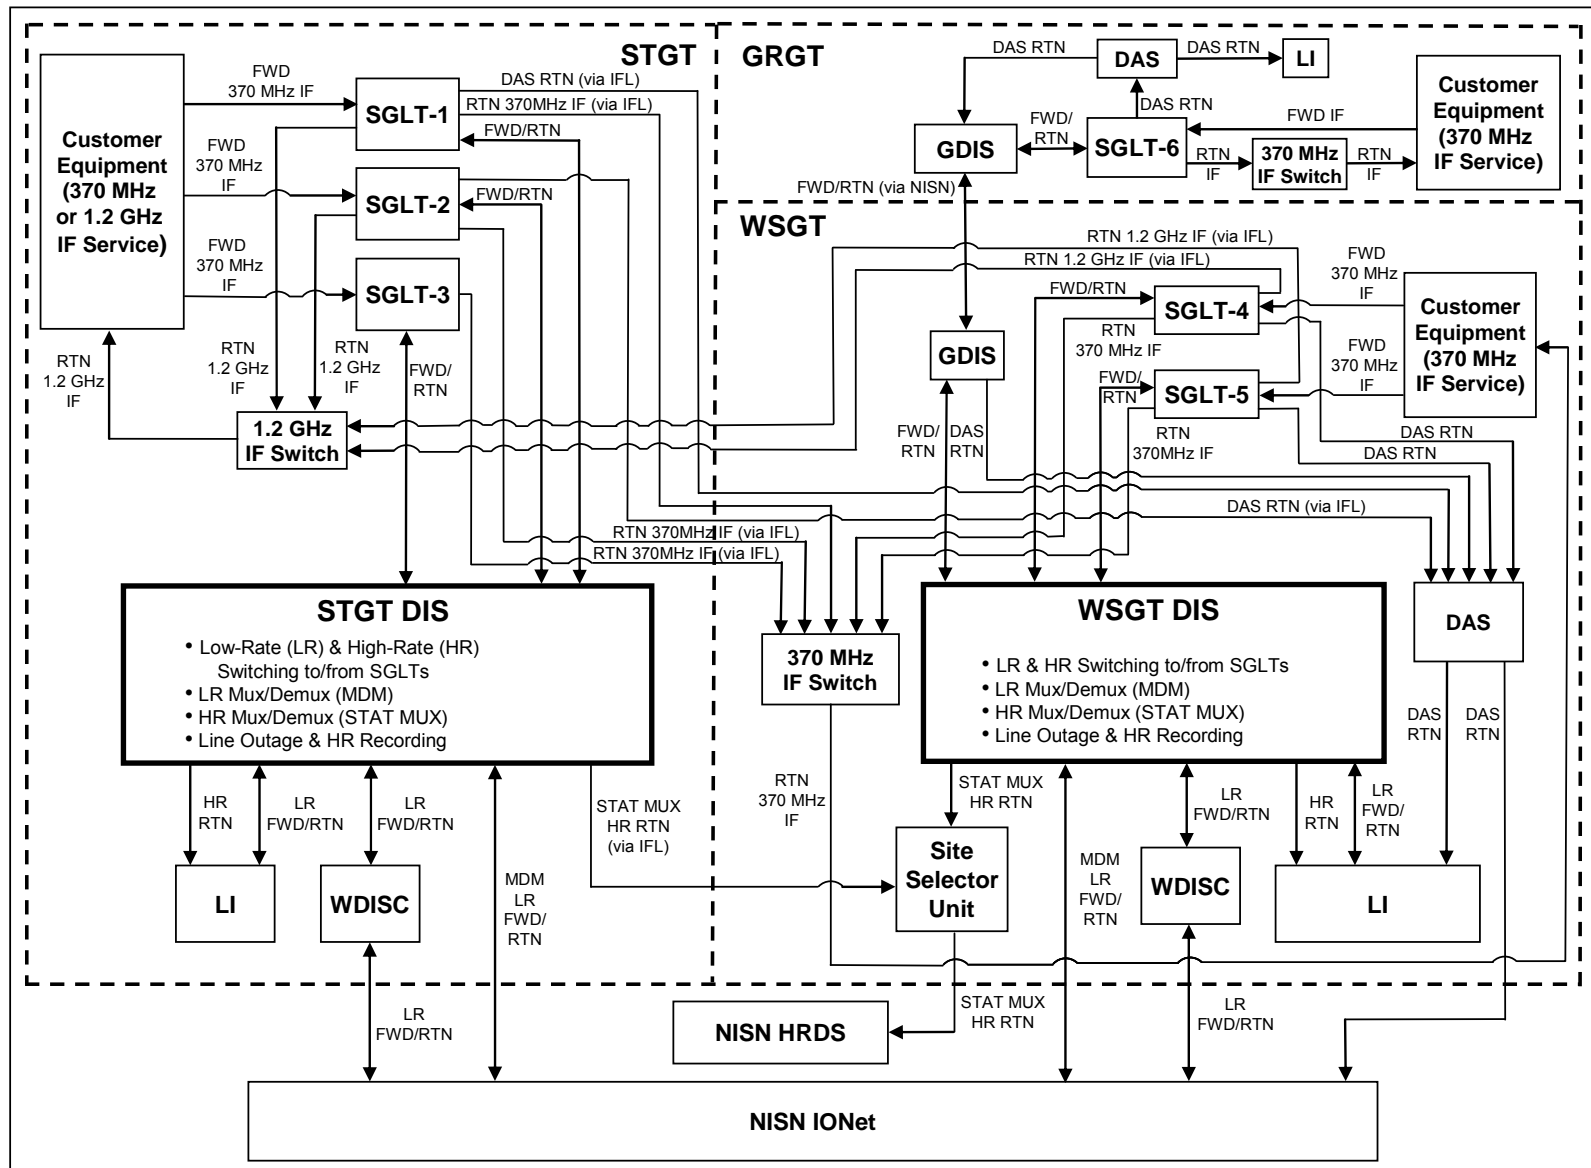 STGT
Customer
Equipment
(370 MHz
or 1.2 GHz
IF Service)
FWD
370 MHz IF
FWD
370 MHz
IF
FWD
370 MHz
IF
SGLT-1
SGLT-2
SGLT-3
DAS RTN (via IFL)
RTN 370MHz IF (via IFL)
FWD/RTN
FWD/RTN
RTN
1.2 GHz
IF
RTN
1.2 GHz
IF
RTN
1.2 GHz
IF
FWD/
RTN
1.2 GHz
IF Switch
RTN 370MHz IF (via IFL)
RTN 370MHz IF (via IFL)
STGT DIS
• Low-Rate (LR) & High-Rate (HR)
Switching to/from SGLTs
• LR Mux/Demux (MDM)
• HR Mux/Demux (STAT MUX)
• Line Outage & HR Recording
HR
RTN
LR
FWD/RTN
LR
FWD/RTN
MDM
LR
FWD/
RTN
STAT MUX
HR RTN
(via IFL)
LI
WDISC
LR
FWD/RTN
GRGT
DAS RTN
DAS
DAS RTN
LI
DAS RTN
GDIS
FWD/
RTN
SGLT-6
FWD IF
RTN
IF
370 MHz
IF Switch
RTN
IF
Customer
Equipment
(370 MHz
IF Service)
FWD/RTN (via NISN)
WSGT
RTN 1.2 GHz IF (via IFL)
RTN 1.2 GHz IF (via IFL)
FWD/RTN
SGLT-4
RTN
370 MHz IF
FWD
370 MHz
IF
FWD
370 MHz
IF
Customer
Equipment
(370 MHz
IF Service)
GDIS
FWD/
RTN
SGLT-5
RTN
370MHz IF
FWD/
RTN
DAS
RTN
DAS RTN
DAS RTN
DAS RTN (via IFL)
WSGT DIS
• LR & HR Switching to/from SGLTs
• LR Mux/Demux (MDM)
• HR Mux/Demux (STAT MUX)
• Line Outage & HR Recording
370 MHz
IF Switch
DAS
DAS
RTN
DAS
RTN
RTN
370 MHz
IF
STAT MUX
HR RTN
LR
FWD/RTN
HR
RTN
LR
FWD/
RTN
Site
Selector
Unit
MDM
LR
FWD/
RTN
WDISC
LI
STAT MUX
HR RTN
LR
FWD/RTN
NISN HRDS
NISN IONet